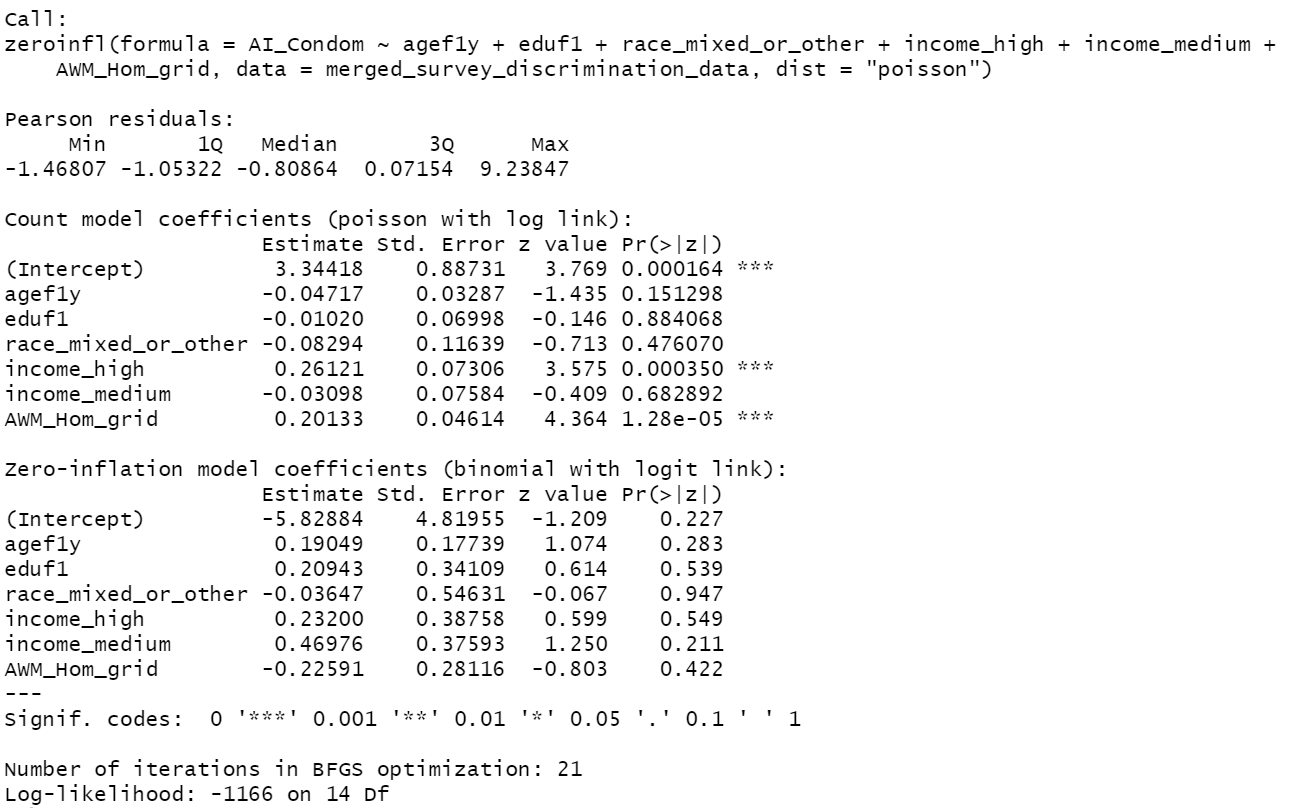 Call:
zeroinfl(formula = AI_Condom ~ agef1y + eduf1 + race_mixed_or_other + income_high + income_medium +
    AWM_Hom_grid, data = merged_survey_discrimination_data, dist = "poisson")

Pearson residuals:
     Min       1Q   Median       3Q      Max
-1.46807 -1.05322 -0.80864  0.07154  9.23847

Count model coefficients (poisson with log link):
                    Estimate Std. Error z value Pr(>|z|)
(Intercept)          3.34418    0.88731   3.769 0.000164 ***
agef1y              -0.04717    0.03287  -1.435 0.151298
eduf1               -0.01020    0.06998  -0.146 0.884068
race_mixed_or_other -0.08294    0.11639  -0.713 0.476070
income_high          0.26121    0.07306   3.575 0.000350 ***
income_medium       -0.03098    0.07584  -0.409 0.682892
AWM_Hom_grid         0.20133    0.04614   4.364 1.28e-05 ***

Zero-inflation model coefficients (binomial with logit link):
                    Estimate Std. Error z value Pr(>|z|)
(Intercept)         -5.82884    4.81955  -1.209    0.227
agef1y               0.19049    0.17739   1.074    0.283
eduf1                0.20943    0.34109   0.614    0.539
race_mixed_or_other -0.03647    0.54631  -0.067    0.947
income_high          0.23200    0.38758   0.599    0.549
income_medium        0.46976    0.37593   1.250    0.211
AWM_Hom_grid        -0.22591    0.28116  -0.803    0.422
---
Signif. codes:  0 '***' 0.001 '**' 0.01 '*' 0.05 '.' 0.1 ' ' 1

Number of iterations in BFGS optimization: 21
Log-likelihood: -1166 on 14 Df